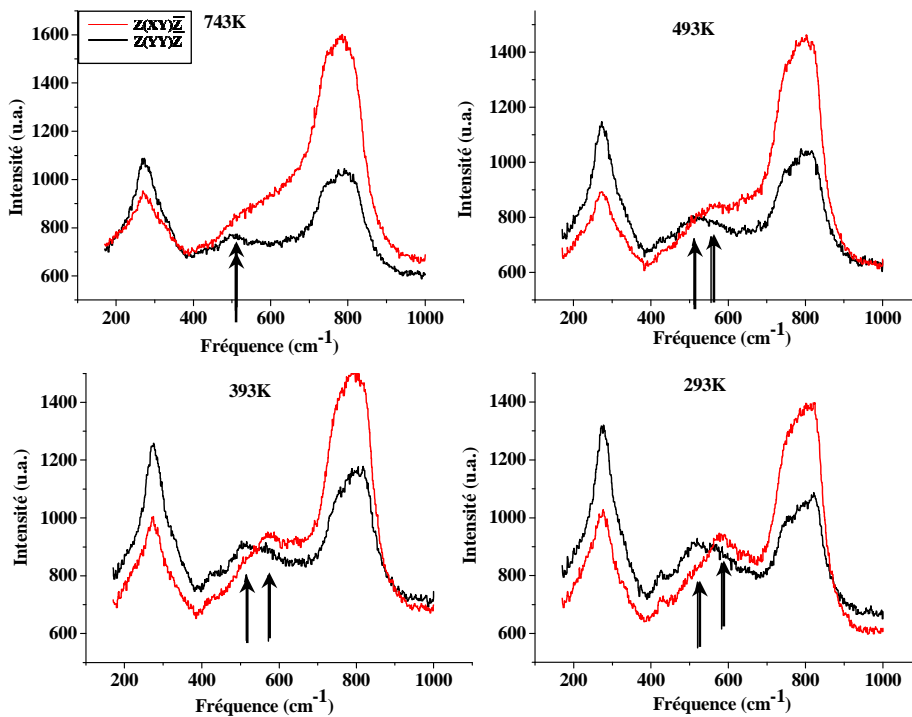 Z(XY)Z̅
Z(YY)Z̅
743K
Intensité (u.a.)
1600
1400
1200
1000
800
600
200 400 600 800 1000
Fréquence (cm⁻¹)
493K
Intensité (u.a.)
1400
1200
1000
800
600
200 400 600 800 1000
Fréquence (cm⁻¹)
393K
Intensité (u.a.)
1400
1200
1000
800
600
200 400 600 800 1000
Fréquence (cm⁻¹)
293K
Intensité (u.a.)
1400
1200
1000
800
600
200 400 600 800 1000
Fréquence (cm⁻¹)